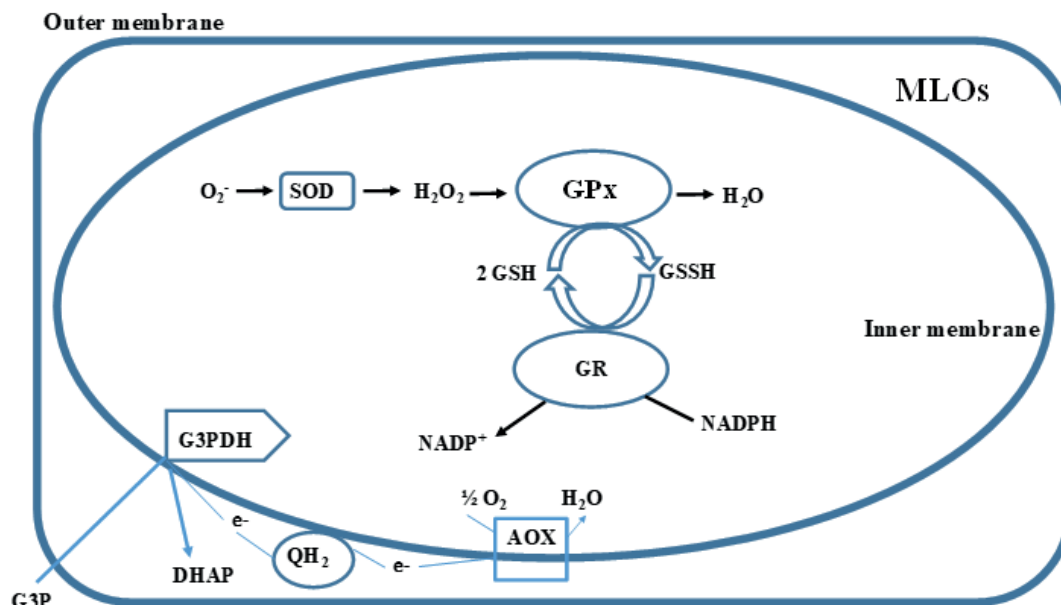 Outer membrane
MLOs
O₂⁻
SOD
H₂O₂
GPx
H₂O
2 GSH
GSSH
Inner membrane
GR
NADP⁺
NADPH
G3PDH
½ O₂
H₂O
AOX
e-
QH₂
e-
DHAP
G3P